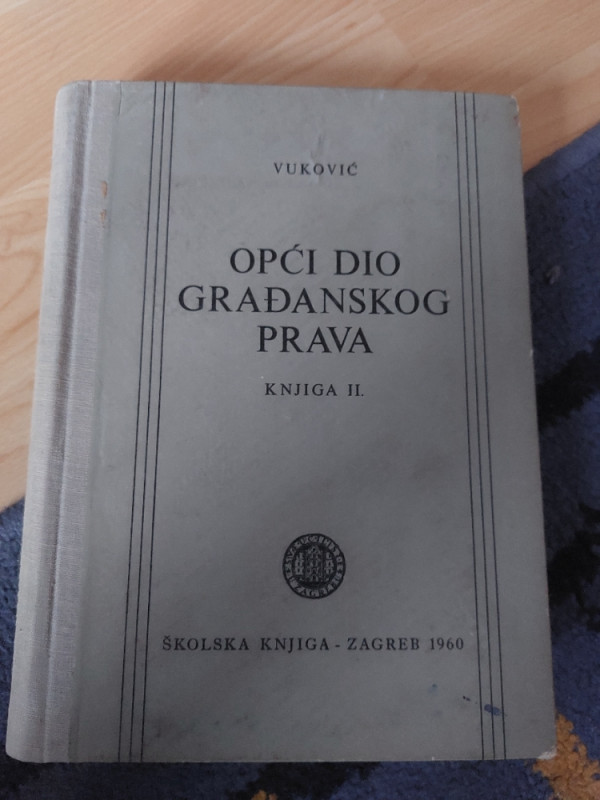 VUKOVIĆ
OPĆI DIO
GRAĐANSKOG
PRAVA
KNJIGA II.
ŠKOLSKA KNJIGA - ZAGREB 1960